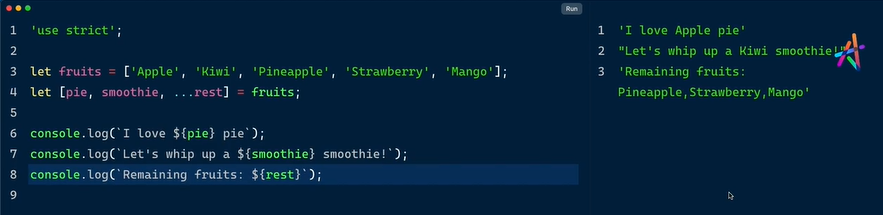 Run
1 'use strict';
2
3 let fruits = ['Apple', 'Kiwi', 'Pineapple', 'Strawberry', 'Mango'];
4 let [pie, smoothie, ...rest] = fruits;
5
6 console.log(`I love ${pie} pie`);
7 console.log(`Let's whip up a ${smoothie} smoothie!`);
8 console.log(`Remaining fruits: ${rest}`);
9
1 'I love Apple pie'
2 "Let's whip up a Kiwi smoothie!"
3 'Remaining fruits:
Pineapple,Strawberry,Mango'